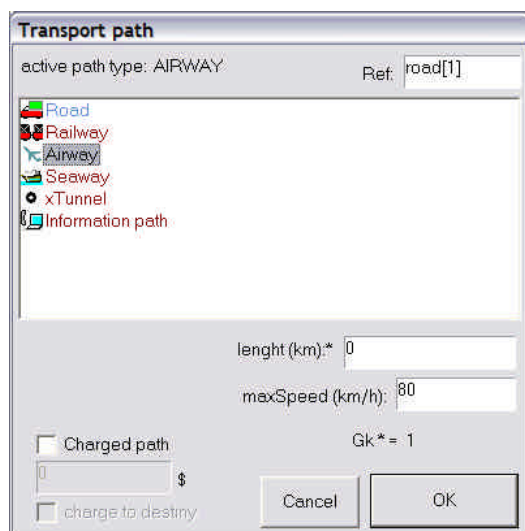 Transport path
active path type: AIRWAY
Ref: road[1]
Road
Railway
Airway
Seaway
xTunnel
Information path
lenght (km):* 0
maxSpeed (km/h): 80
Charged path
Gk* = 1
0 $
charge to destiny
Cancel
OK